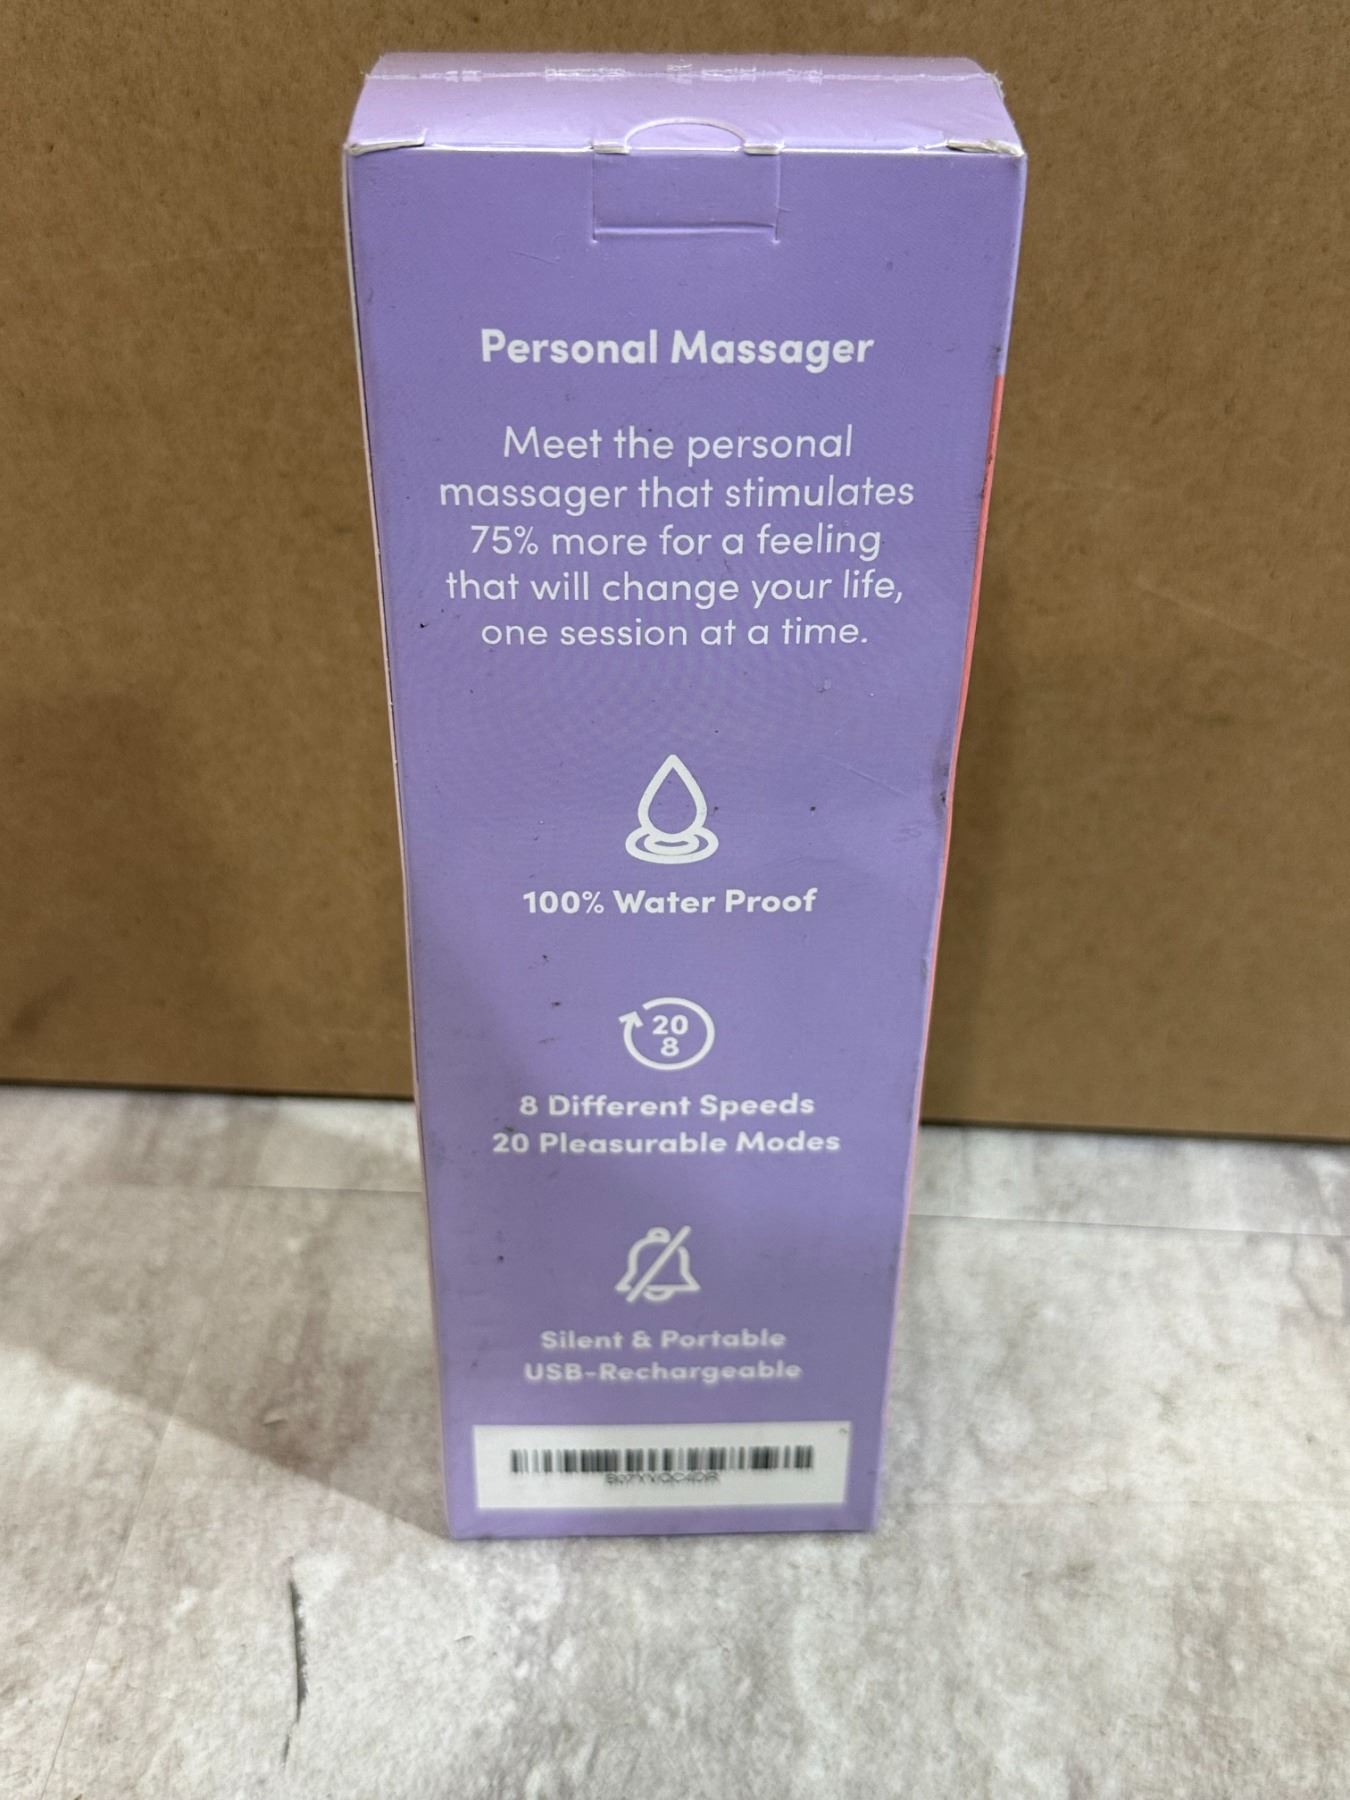 Personal Massager
Meet the personal
massager that stimulates
75% more for a feeling
that will change your life,
one session at a time.
100% Water Proof
20
8
8 Different Speeds
20 Pleasurable Modes
Silent & Portable
USB-Rechargeable